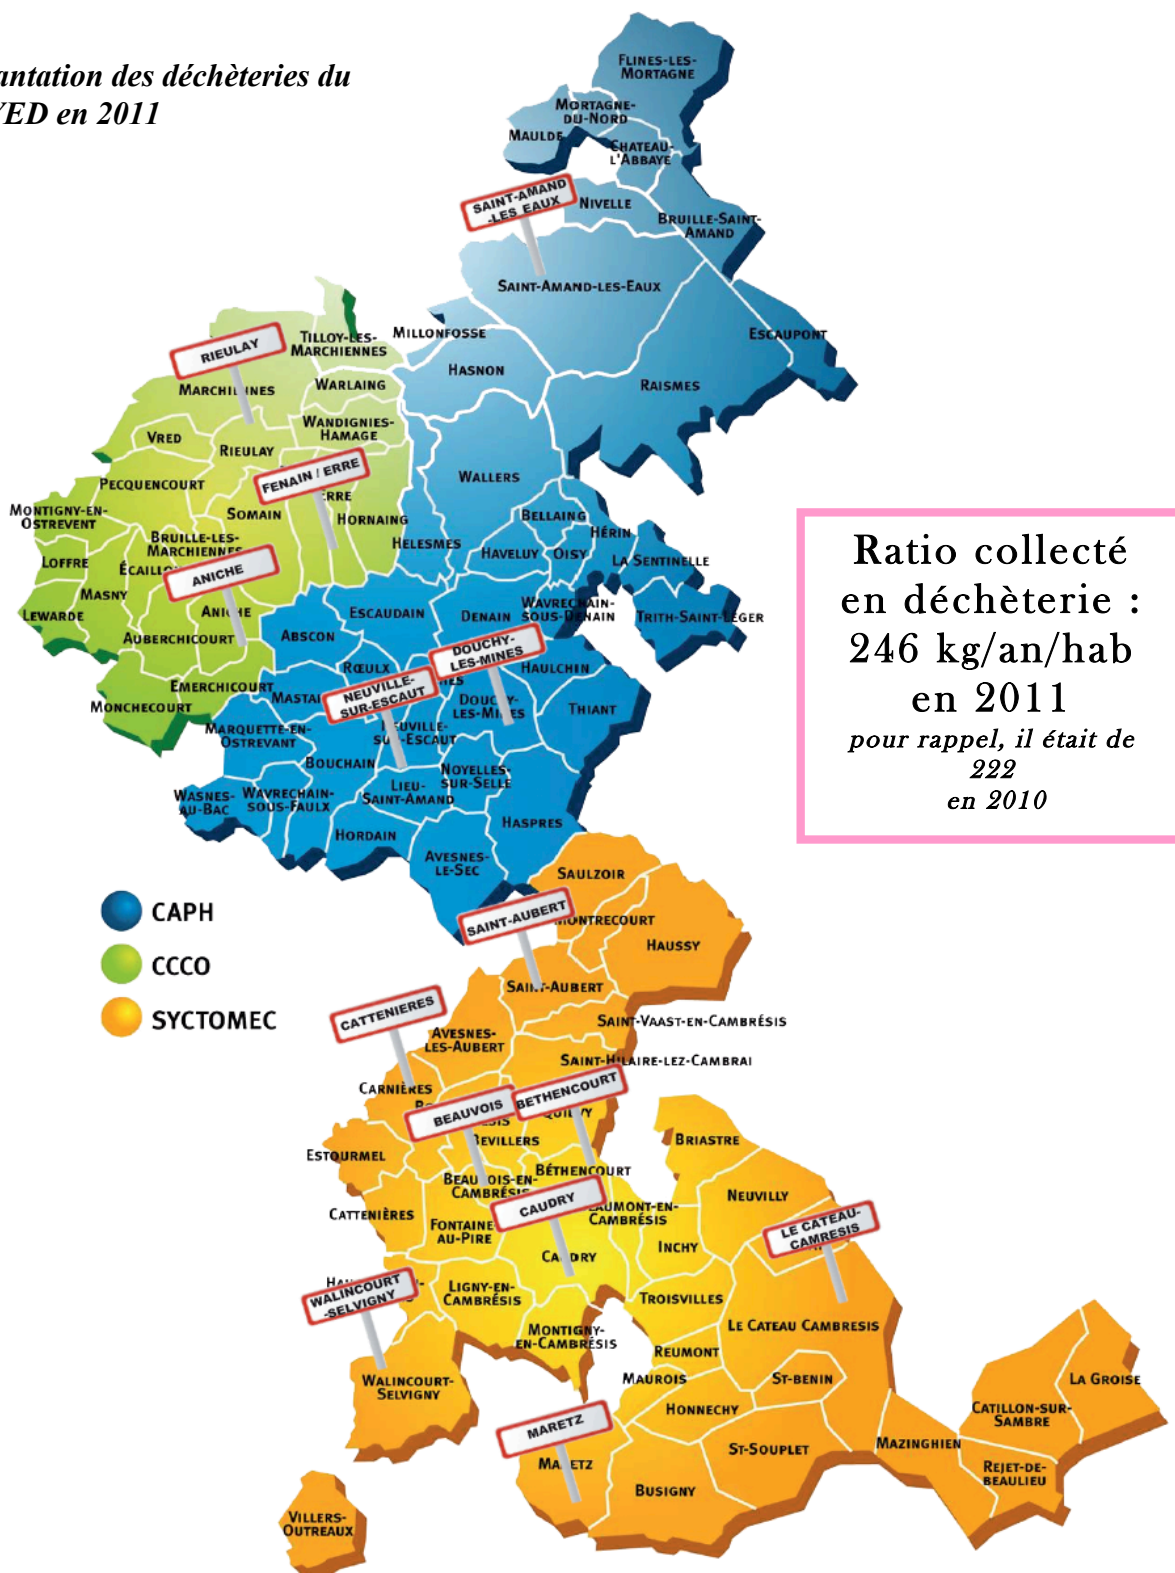 antation des déchèteries du
YED en 2011
FLINES-LES-
MORTAGNE
MORTAGNE-
DU-NORD
MAULDE
CHATEAU-
L'ABBAYE
SAINT-AMAND
-LES EAUX
NIVELLE
BRUILLE-SAINT-
AMAND
SAINT-AMAND-LES-EAUX
ESCAUPONT
MILLONFOSSE
TILLOY-LES-
MARCHIENNES
RIEULAY
HASNON
RAISMES
WARLAING
WANDIGNIES-
HAMAGE
VRED
RIEULAY
FENAIN / ERRE
WALLERS
PECQUENCOURT
MONTIGNY-EN-
OSTREVENT
SOMAIN
HORNAING
BELLAING
HÉRIN
BRUILLE-LES-
MARCHIENNES
HELESMES
HAVELUY
OISY
LA SENTINELLE
LOFFRE
ANICHE
MASNY
LEWARDE
ESCAUDAIN
DENAIN
WAVRECHAIN-
SOUS-DENAIN
TRITH-SAINT-LÉGER
AUBERCHICOURT
ABSCON
DOUCHY-
LES-MINES
HAULCHIN
RŒULX
EMERCHICOURT
NEUVILLE-
SUR-ESCAUT
THIANT
MONCHECOURT
MARQUETTE-EN-
OSTREVANT
BOUCHAIN
NOYELLES-
SUR-SELLE
LIEU-
SAINT-AMAND
WASNES-
AU-BAC
WAVRECHAIN-
SOUS-FAULX
HORDAIN
HASPRES
AVESNES-
LE-SEC
Ratio collecté
en déchèterie :
246 kg/an/hab
en 2011
pour rappel, il était de
222
en 2010
CAPH
CCCO
SYCTOMEC
SAULZOIR
SAINT-AUBERT
HAUSSY
SAINT-AUBERT
CATTENIERES
SAINT-VAAST-EN-CAMBRÉSIS
AVESNES-
LES-AUBERT
SAINT-HILAIRE-LEZ-CAMBRAI
CARNIÈRES
BEAUVOIS
BETHENCOURT
BEVILLERS
BRIASTRE
ESTOURMEL
BÉTHENCOURT
NEUVILLY
CAUDRY
CATTENIÈRES
FONTAINE-
AU-PIRE
INCHY
LE CATEAU-
CAMRESIS
WALINCOURT
-SELVIGNY
LIGNY-EN-
CAMBRÉSIS
TROISVILLES
LE CATEAU CAMBRESIS
MONTIGNY-
EN-CAMBRÉSIS
REUMONT
MAUROIS
ST-BENIN
LA GROISE
WALINCOURT-
SELVIGNY
HONNECHY
CATILLON-SUR-
SAMBRE
MARETZ
ST-SOUPLET
MAZINGHIEN
REJET-DE-
BEAULIEU
BUSIGNY
VILLERS-
OUTREAUX